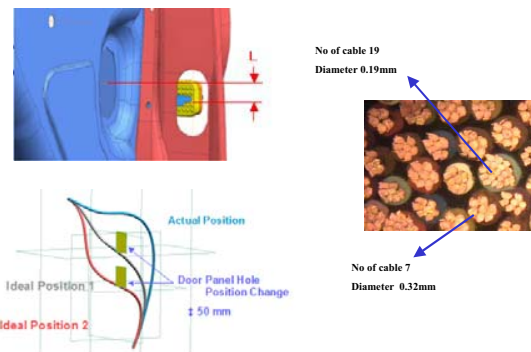 L
No of cable 19
Diameter 0.19mm
Actual Position
Door Panel Hole
Position Change
Ideal Position 1
50 mm
Ideal Position 2
No of cable 7
Diameter 0.32mm